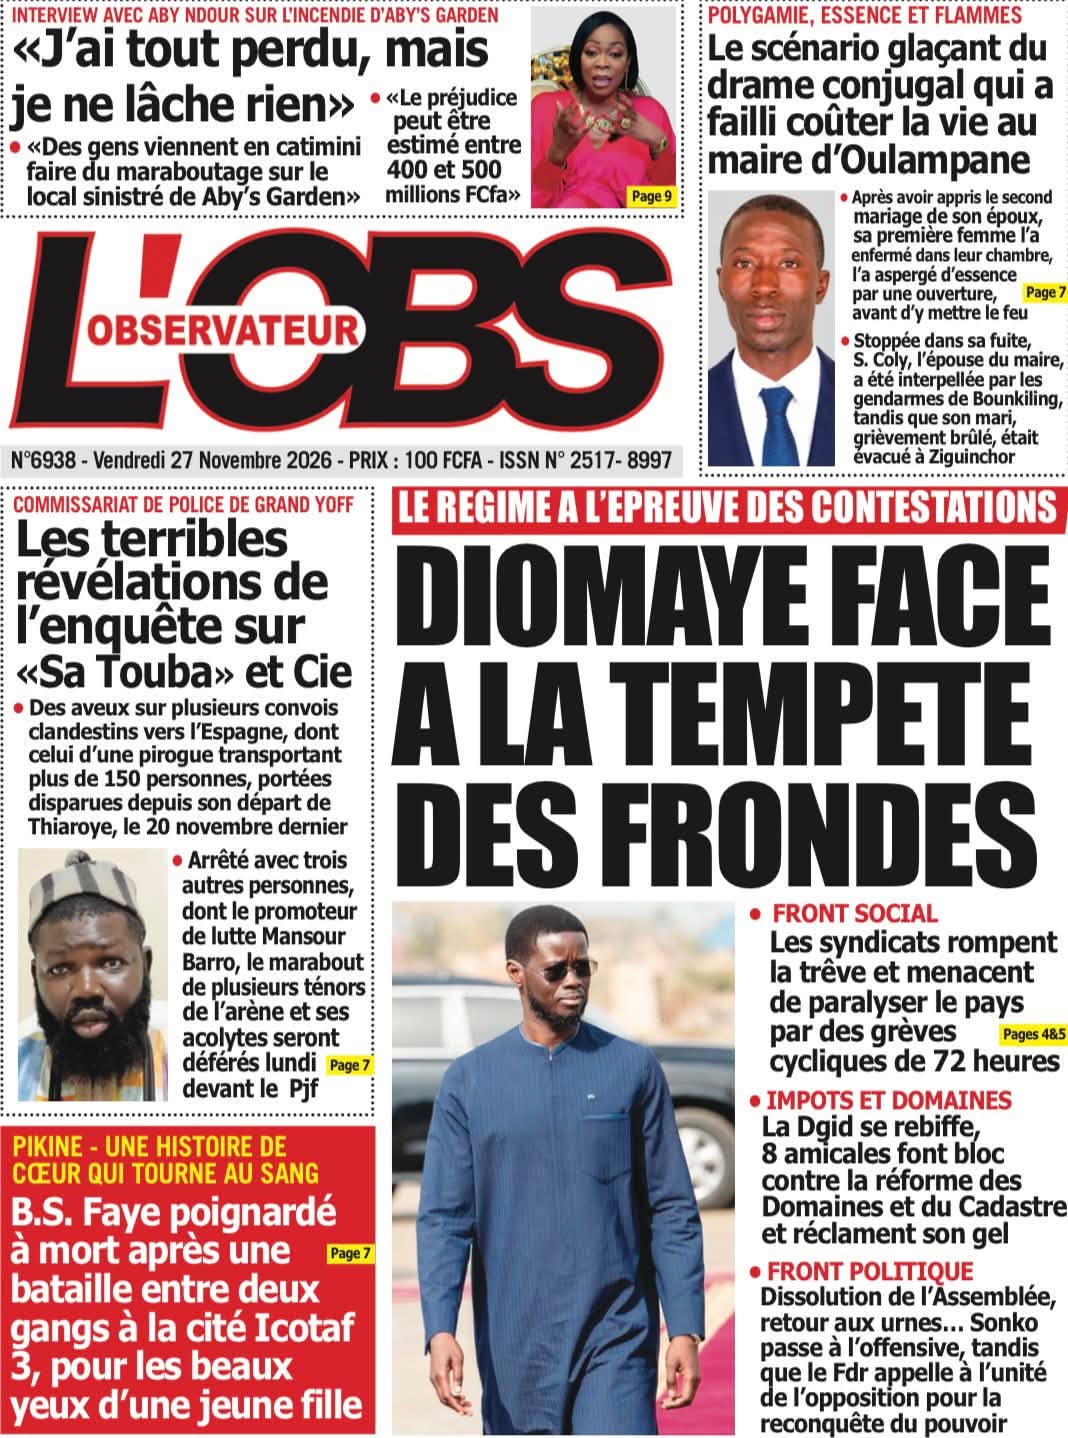 INTERVIEW AVEC ABY NDOUR SUR L'INCENDIE D'ABY'S GARDEN
«J'ai tout perdu, mais
je ne lâche rien»
• «Des gens viennent en catimini
faire du maraboutage sur le
local sinistré de Aby's Garden»
• «Le préjudice
peut être
estimé entre
400 et 500
millions FCfa»
Page 9
POLYGAMIE, ESSENCE ET FLAMMES
Le scénario glaçant du
drame conjugal qui a
failli coûter la vie au
maire d'Oulampane
• Après avoir appris le second
mariage de son époux,
sa première femme l'a
enfermé dans leur chambre,
l'a aspergé d'essence
par une ouverture,
avant d'y mettre le feu
Page 7
• Stoppée dans sa fuite,
S. Coly, l'épouse du maire,
a été interpellée par les
gendarmes de Bounkiling,
tandis que son mari,
grièvement brûlé, était
évacué à Ziguinchor
L'OBS
OBSERVATEUR
N°6938 - Vendredi 27 Novembre 2026 - PRIX : 100 FCFA - ISSN N° 2517- 8997
COMMISSARIAT DE POLICE DE GRAND YOFF
Les terribles
révélations de
l'enquête sur
«Sa Touba» et Cie
• Des aveux sur plusieurs convois
clandestins vers l'Espagne, dont
celui d'une pirogue transportant
plus de 150 personnes, portées
disparues depuis son départ de
Thiaroye, le 20 novembre dernier
• Arrêté avec trois
autres personnes,
dont le promoteur
de lutte Mansour
Barro, le marabout
de plusieurs ténors
de l'arène et ses
acolytes seront
déférés lundi
devant le Pjf
Page 7
PIKINE - UNE HISTOIRE DE
CŒUR QUI TOURNE AU SANG
B.S. Faye poignardé
à mort après une
bataille entre deux
gangs à la cité Icotaf
3, pour les beaux
yeux d'une jeune fille
Page 7
LE REGIME A L'EPREUVE DES CONTESTATIONS
DIOMAYE FACE
A LA TEMPETE
DES FRONDES
• FRONT SOCIAL
Les syndicats rompent
la trêve et menacent
de paralyser le pays
par des grèves
cycliques de 72 heures
Pages 4&5
• IMPOTS ET DOMAINES
La Dgid se rebiffe,
8 amicales font bloc
contre la réforme des
Domaines et du Cadastre
et réclament son gel
• FRONT POLITIQUE
Dissolution de l'Assemblée,
retour aux urnes... Sonko
passe à l'offensive, tandis
que le Fdr appelle à l'unité
de l'opposition pour la
reconquête du pouvoir